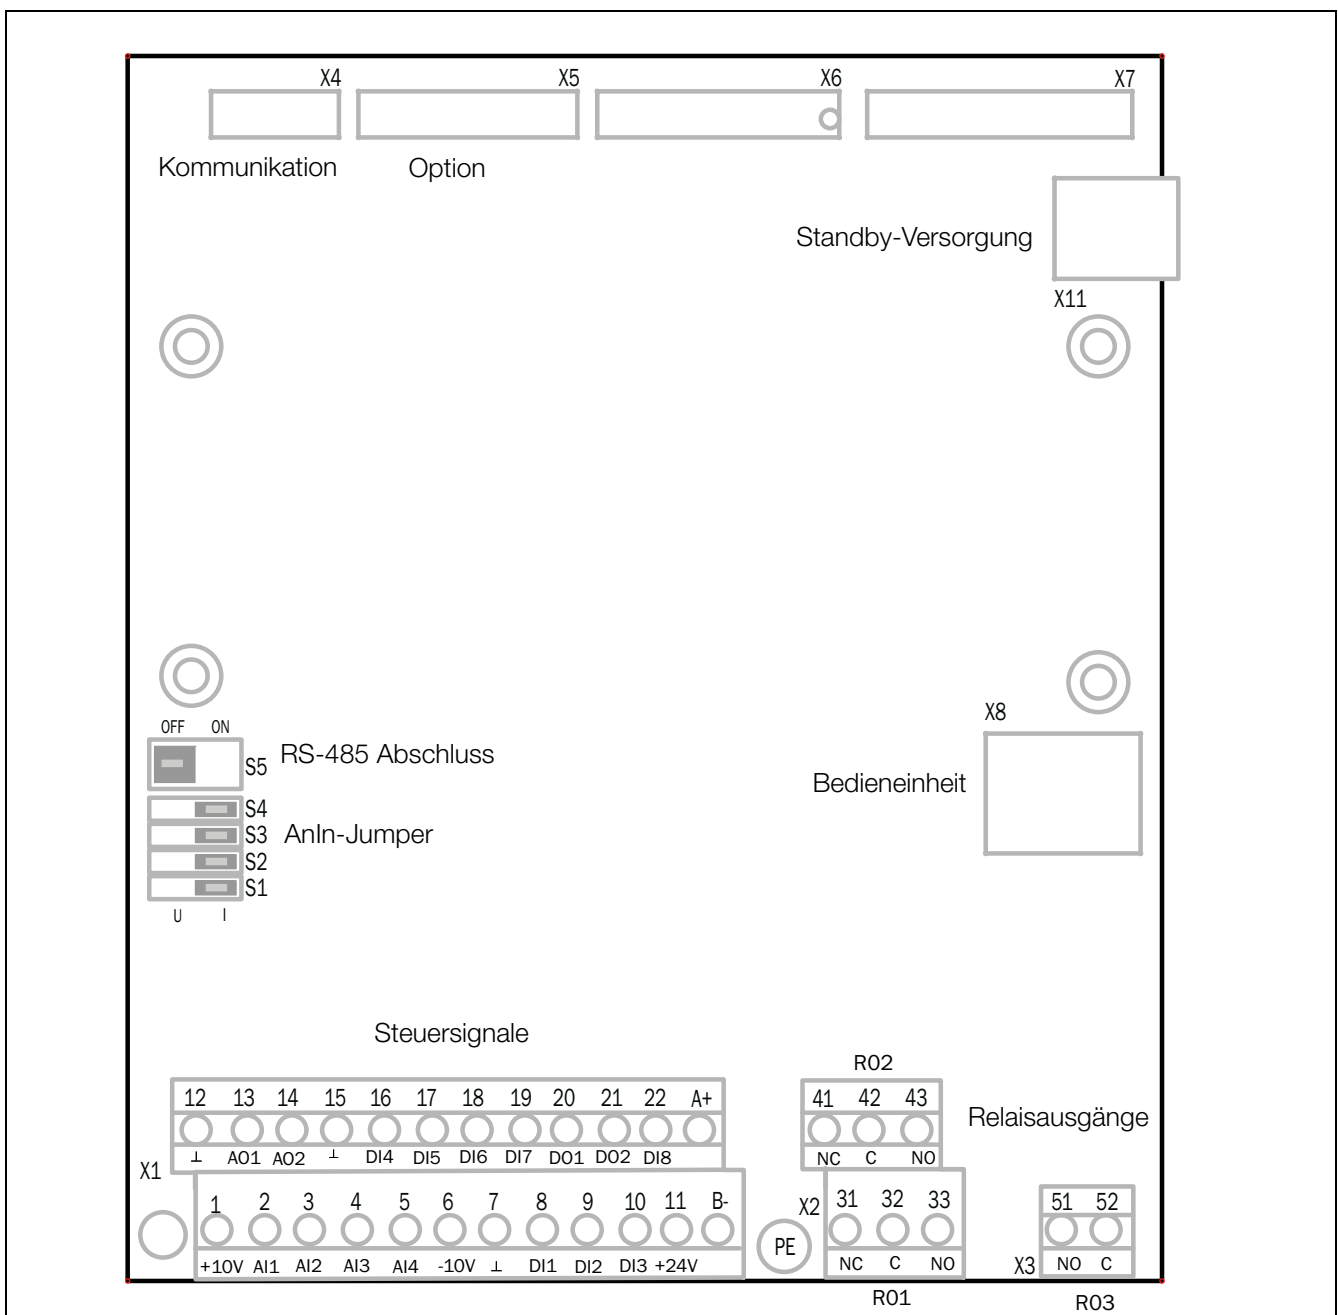 X4 X5 X6 X7
Kommunikation Option
Standby-Versorgung
X11
X8
OFF ON
S5 RS-485 Abschluss
Bedieneinheit
S4
S3 AnIn-Jumper
S2
S1
U I
Steuersignale
R02
12 13 14 15 16 17 18 19 20 21 22 A+
41 42 43
Relaisausgänge
⊥ A01 A02 ⊥ DI4 DI5 DI6 DI7 D01 D02 DI8
NC C NO
X1
1 2 3 4 5 6 7 8 9 10 11 B-
X2 31 32 33
51 52
PE
+10V AI1 AI2 AI3 AI4 -10V ⊥ DI1 DI2 DI3 +24V
NC C NO
X3 NO C
R01
R03